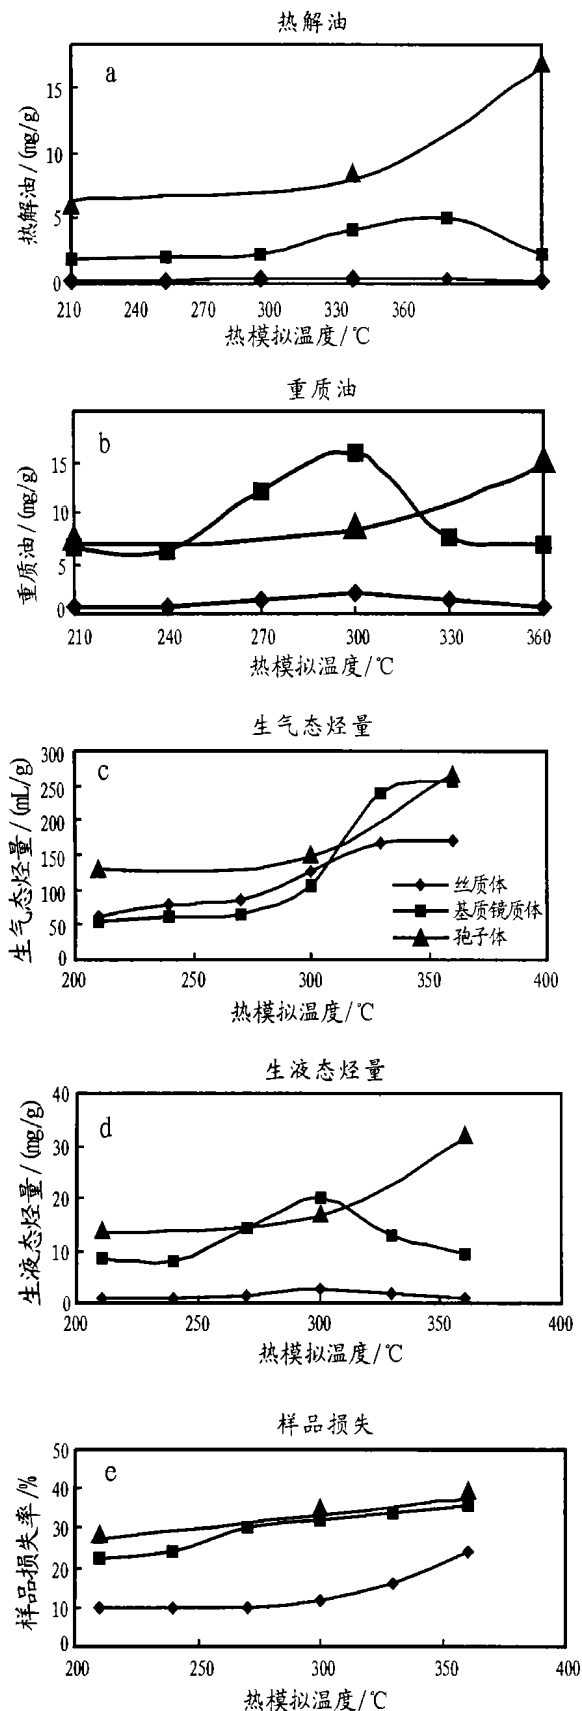 热解油
a
15
10
5
0
热解油/(mg/g)
210 240 270 300 360
热模拟温度/℃
重质油
b
15
10
5
0
重质油/(mg/g)
210 240 270 300 330 360
热模拟温度/℃
生气态烃量
c
300
250
200
150
100
50
0
生气态烃量/(mL/g)
丝质体
基质镜质体
孢子体
200 250 300 350 400
热模拟温度/℃
生液态烃量
d
40
30
20
10
0
生液态烃量/(mg/g)
200 250 300 350 400
热模拟温度/℃
样品损失
e
50
40
30
20
10
0
样品损失率/%
200 250 300 350 400
热模拟温度/℃